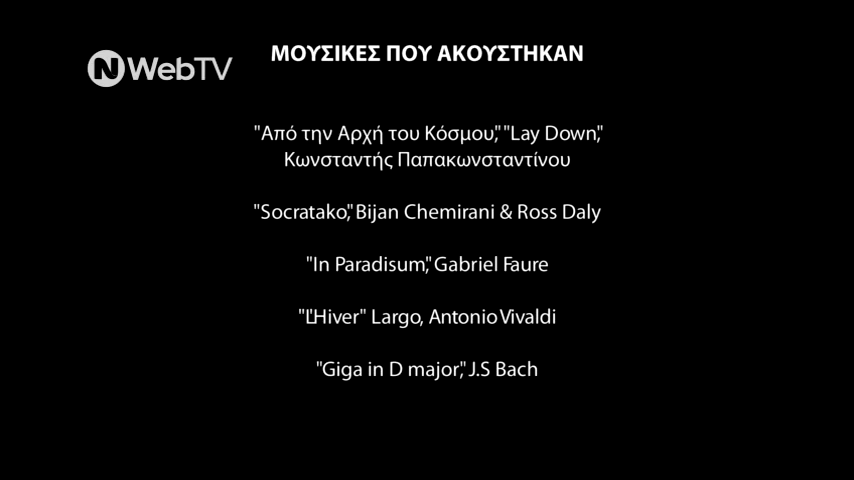 ΜΟΥΣΙΚΕΣ ΠΟΥ ΑΚΟΥΣΤΗΚΑΝ
N WebTV
"Από την Αρχή του Κόσμου," "Lay Down,"
Κωνσταντής Παπακωνσταντίνου
"Socratako," Bijan Chemirani & Ross Daly
"In Paradisum," Gabriel Faure
"L'Hiver" Largo, Antonio Vivaldi
"Giga in D major," J.S Bach